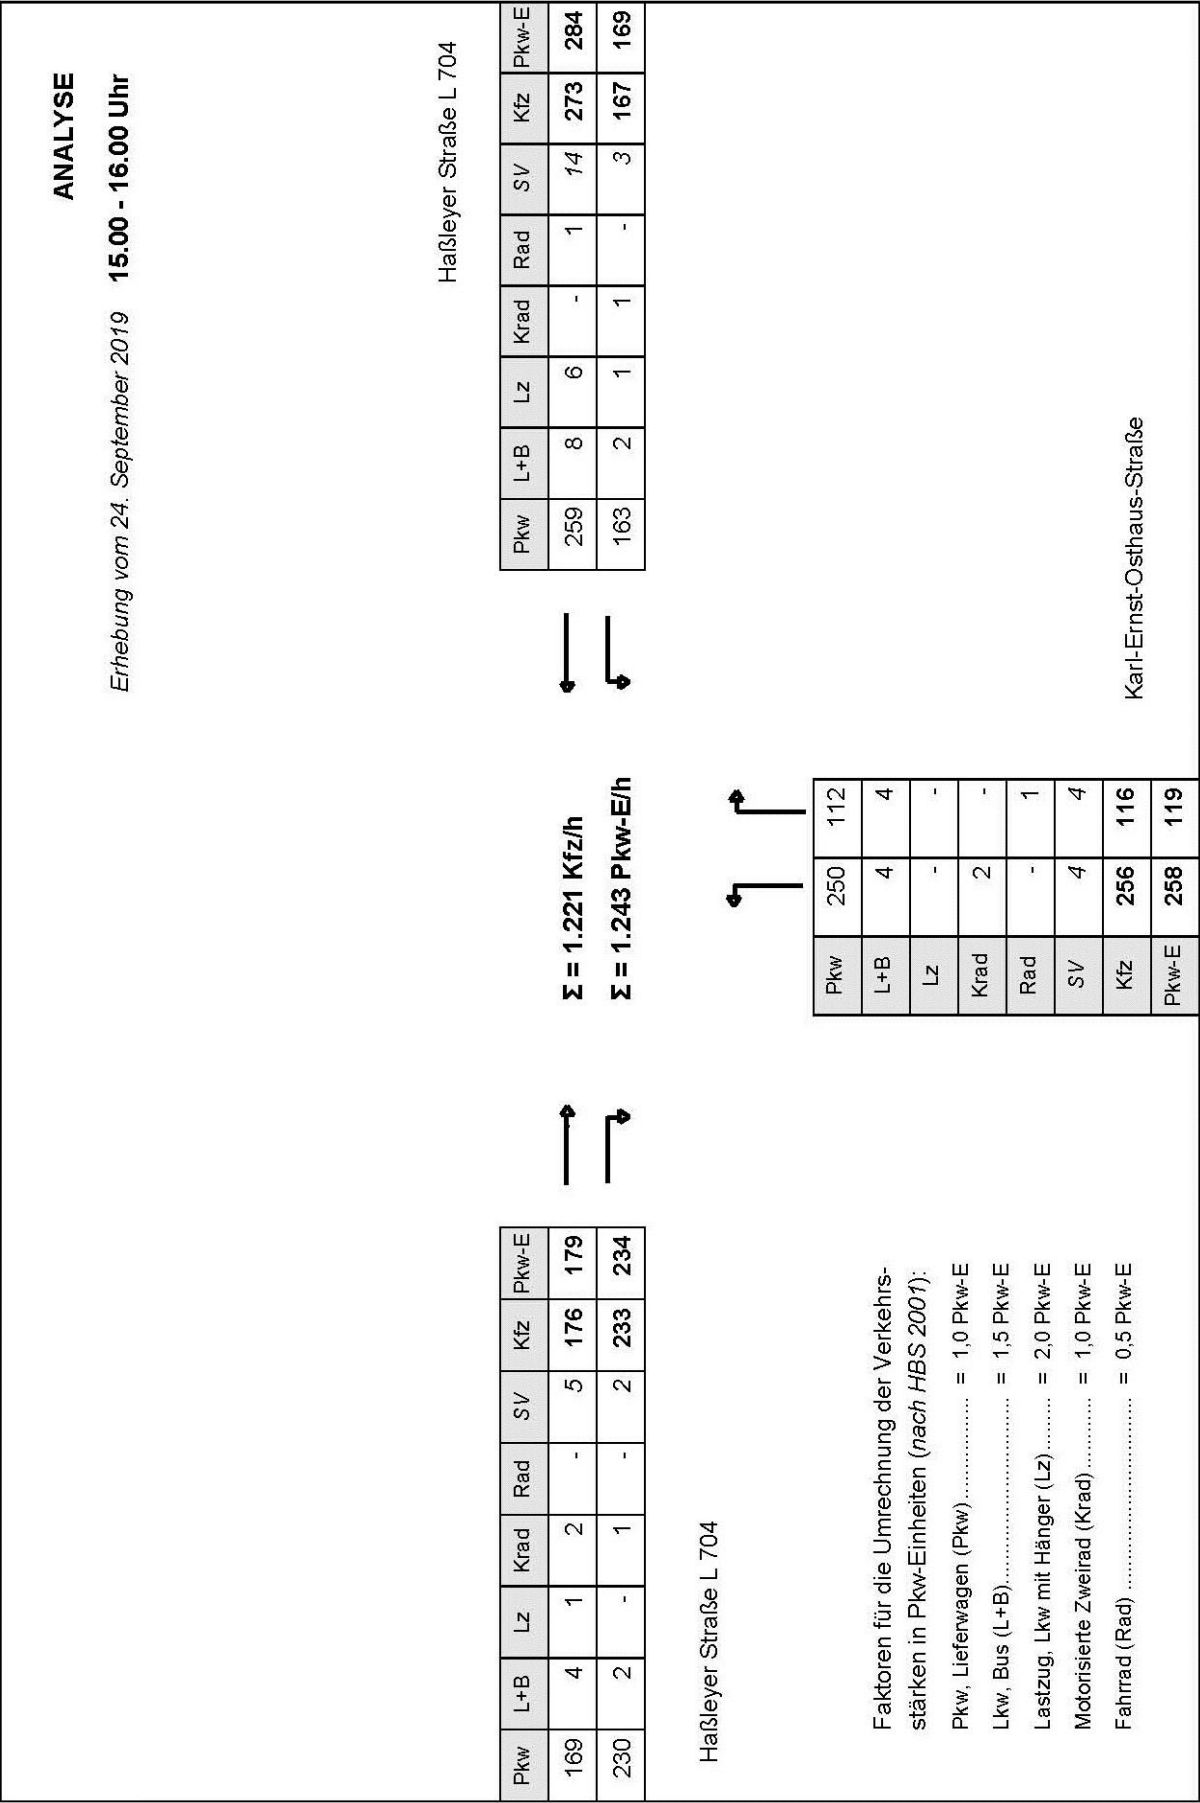 ANALYSE
Erhebung vom 24. September 2019 15.00 - 16.00 Uhr
Haßleyer Straße L 704
Pkw L+B Lz Krad Rad SV Kfz Pkw-E
169 4 1 2 - 5 176 179
230 2 - 1 - 2 233 234
Σ = 1.221 Kfz/h
Σ = 1.243 Pkw-E/h
Pkw L+B Lz Krad Rad SV Kfz Pkw-E
259 8 6 - 1 14 273 284
163 2 1 1 - 3 167 169
Haßleyer Straße L 704
Pkw 250 112
L+B 4 4
Lz - -
Krad 2 -
Rad - 1
SV 4 4
Kfz 256 116
Pkw-E 258 119
Karl-Ernst-Osthaus-Straße
Faktoren für die Umrechnung der Verkehrs-
stärken in Pkw-Einheiten (nach HBS 2001):
Pkw, Lieferwagen (Pkw)................ = 1,0 Pkw-E
Lkw, Bus (L+B)............................... = 1,5 Pkw-E
Lastzug, Lkw mit Hänger (Lz)......... = 2,0 Pkw-E
Motorisierte Zweirad (Krad)............ = 1,0 Pkw-E
Fahrrad (Rad) ................................. = 0,5 Pkw-E